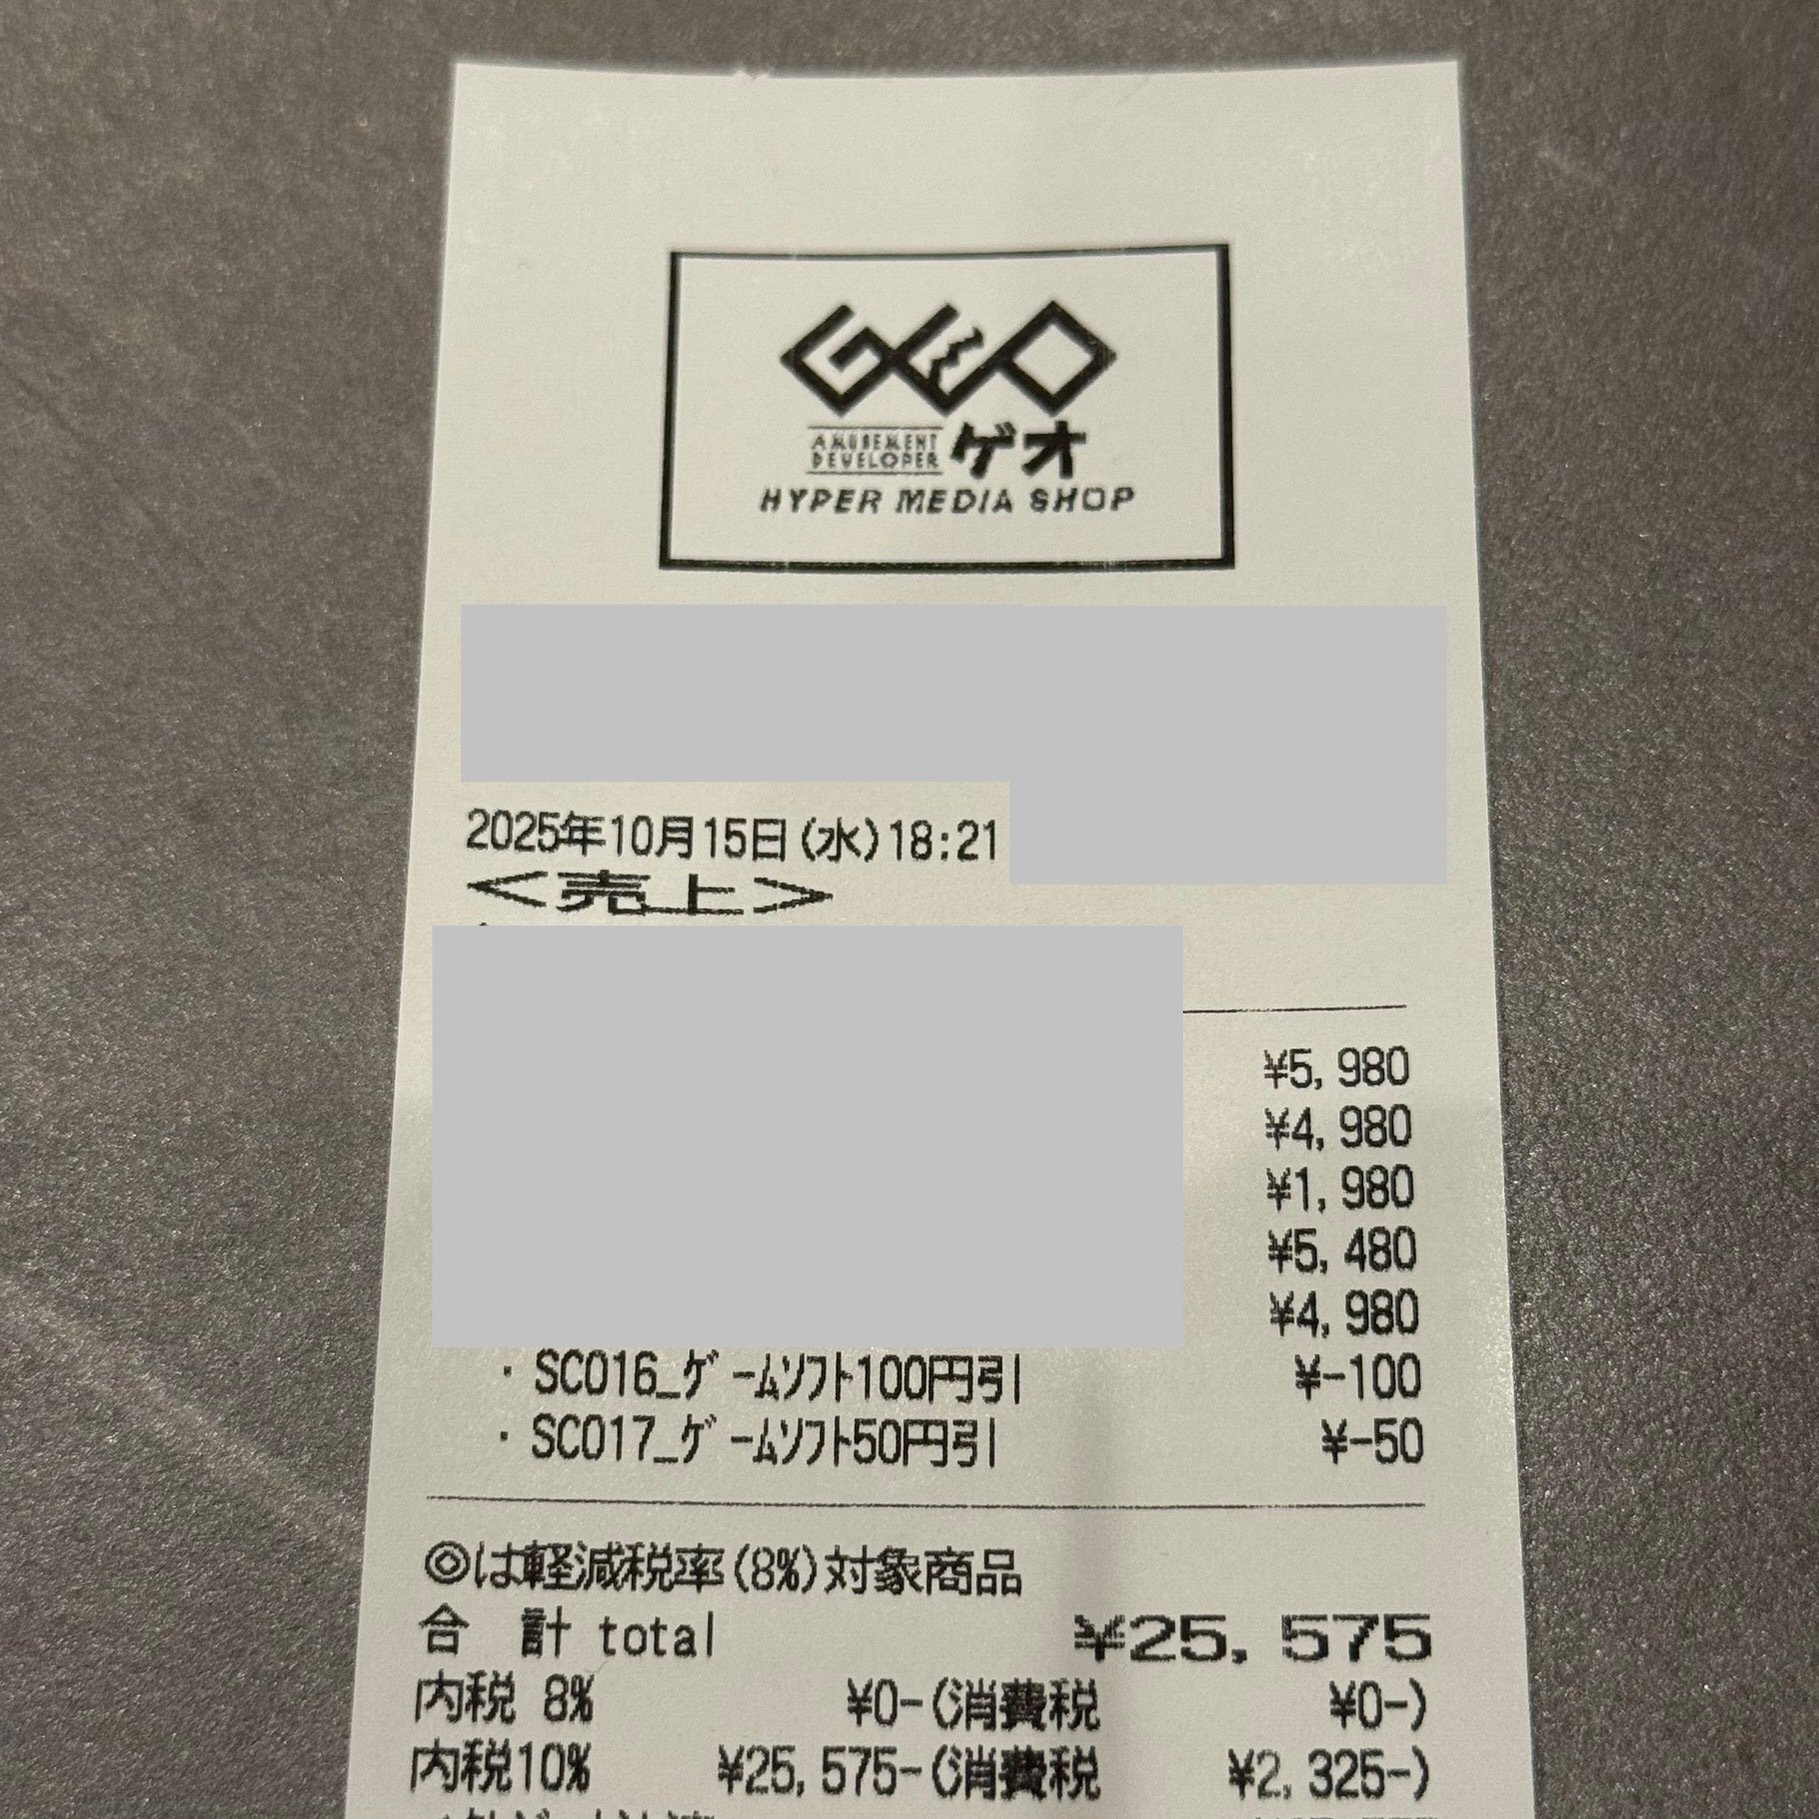 GEO
AMUSEMENT
DEVELOPER ゲオ
HYPER MEDIA SHOP
2025年10月15日(水)18:21
<売上>
¥5,980
¥4,980
¥1,980
¥5,480
¥4,980
・SC016_ｹﾞｰﾑｿﾌﾄ100円引 ¥-100
・SC017_ｹﾞｰﾑｿﾌﾄ50円引 ¥-50
◎は軽減税率(8%)対象商品
合 計 total ¥25,575
内税 8% ¥0-(消費税 ¥0-)
内税10% ¥25,575-(消費税 ¥2,325-)